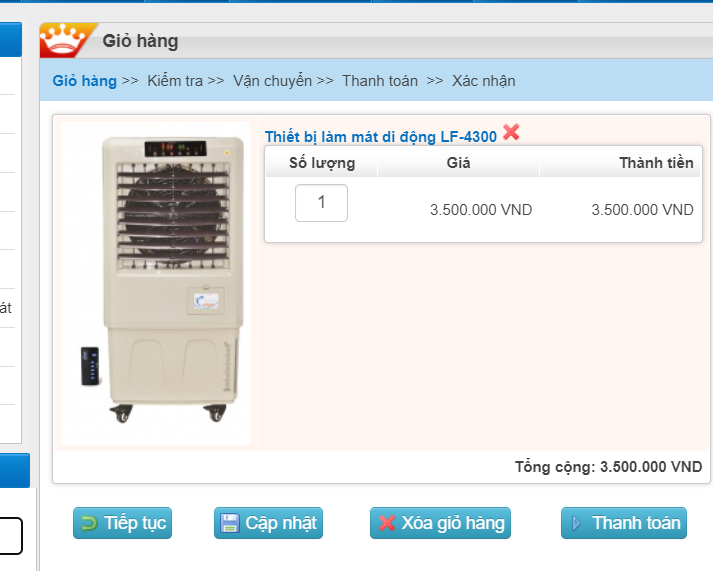 Giỏ hàng
Giỏ hàng >> Kiểm tra >> Vận chuyển >> Thanh toán >> Xác nhận
Thiết bị làm mát di động LF-4300
Số lượng Giá Thành tiền
1 3.500.000 VND 3.500.000 VND
át
Tổng cộng: 3.500.000 VND
Tiếp tục Cập nhật Xóa giỏ hàng Thanh toán